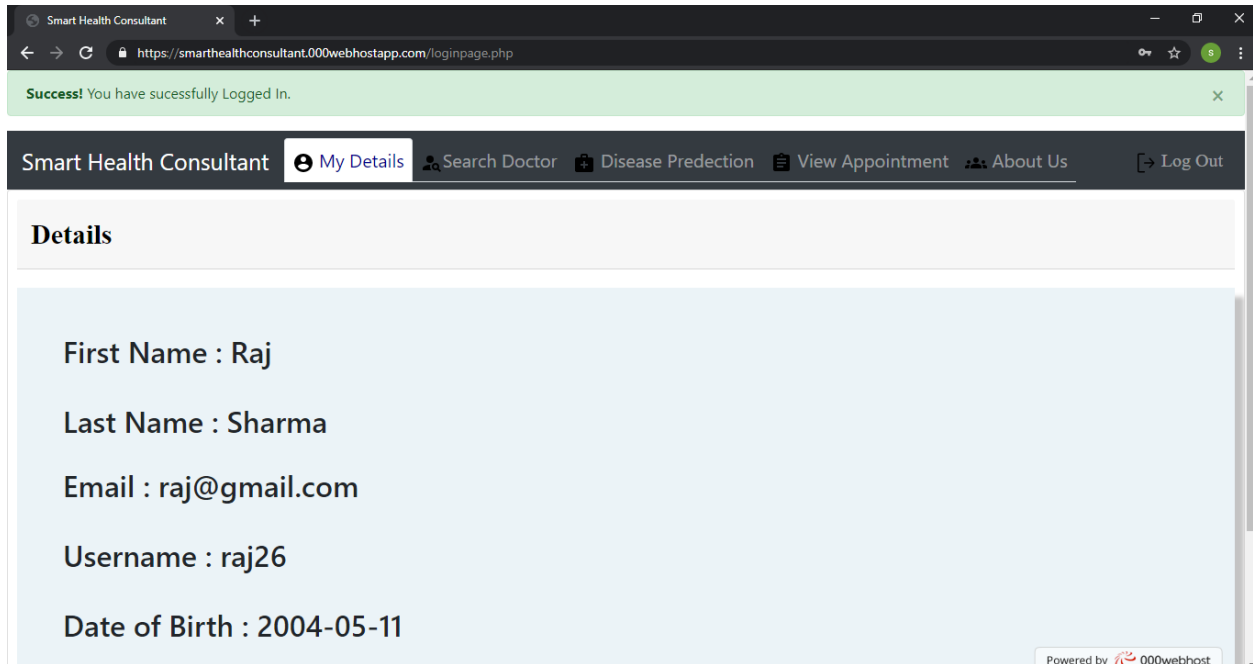 Smart Health Consultant
https://smarthealthconsultant.000webhostapp.com/loginpage.php
S
Success! You have sucessfully Logged In.
Smart Health Consultant My Details Search Doctor Disease Predection View Appointment About Us Log Out
Details
First Name : Raj
Last Name : Sharma
Email : raj@gmail.com
Username : raj26
Date of Birth : 2004-05-11
Powered by 000webhost